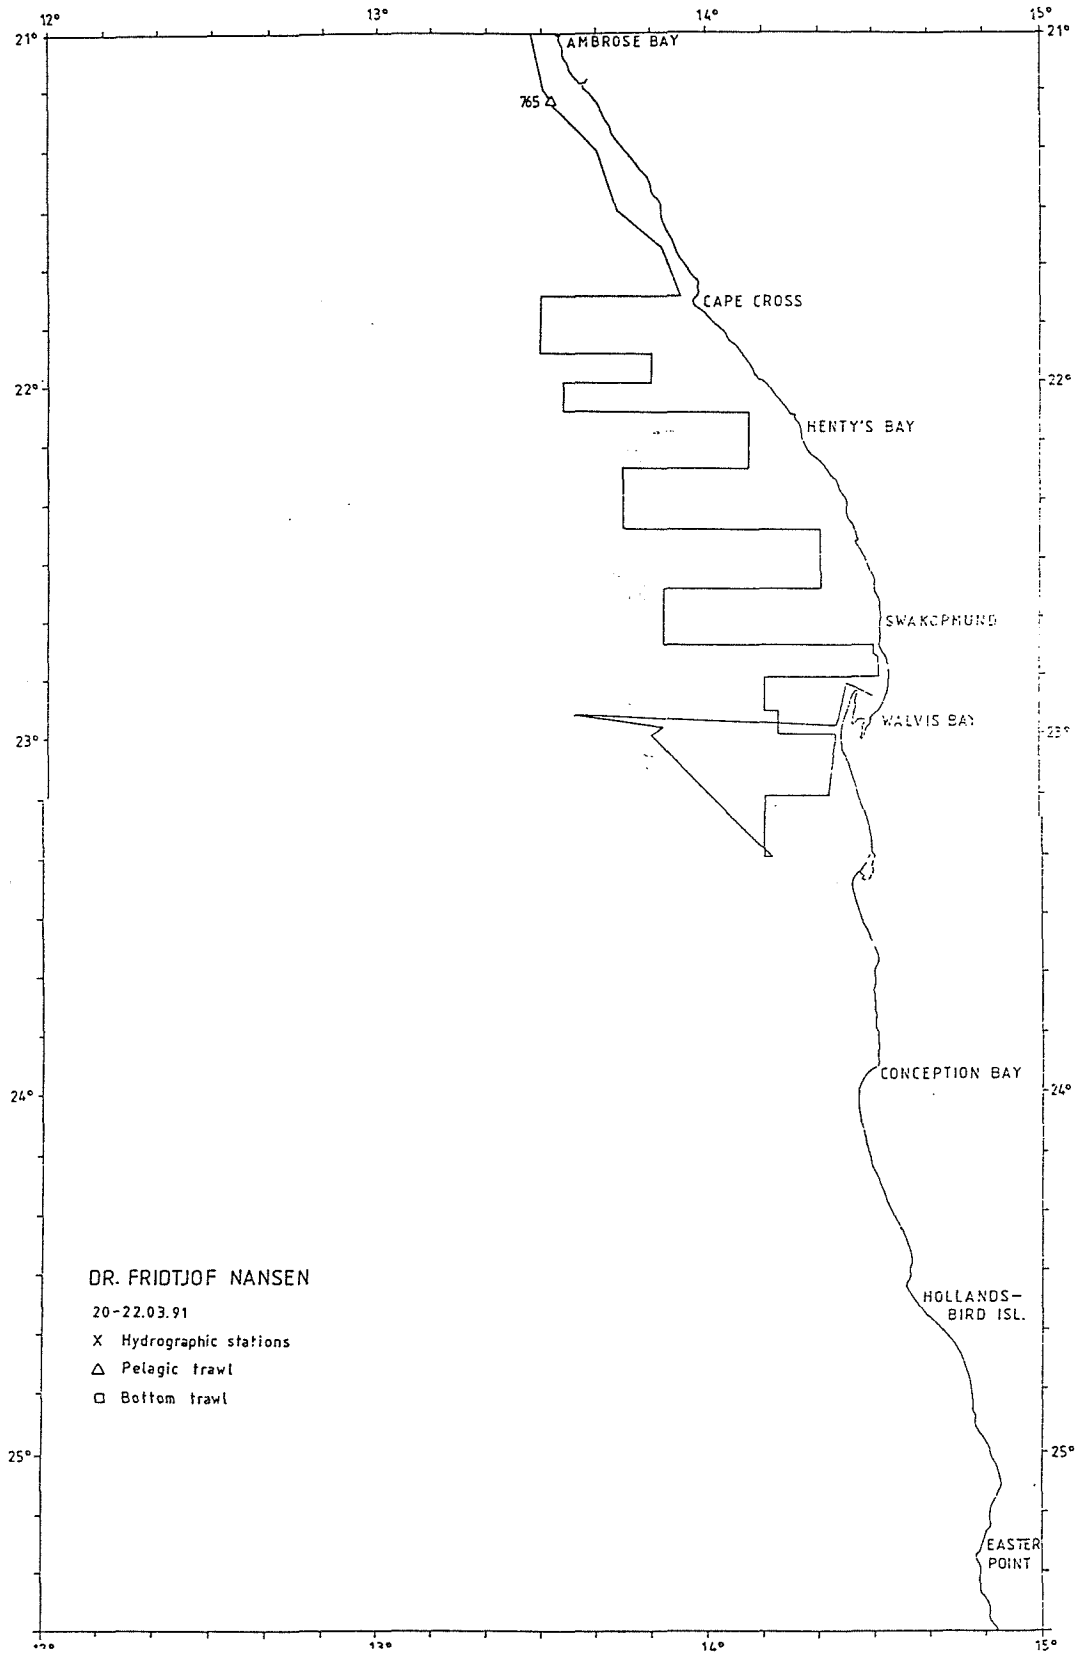 12° 13° 14° 15°
21° AMBROSE BAY 21°
765
CAPE CROSS
22° 22°
HENTY'S BAY
SWAKOPMUND
WALVIS BAY
23° 23°
CONCEPTION BAY
24° 24°
DR. FRIDTJOF NANSEN
20-22.03.91
X Hydrographic stations
△ Pelagic trawl
□ Bottom trawl
HOLLANDS-
BIRD ISL.
25° 25°
EASTER
POINT
12° 13° 14° 15°